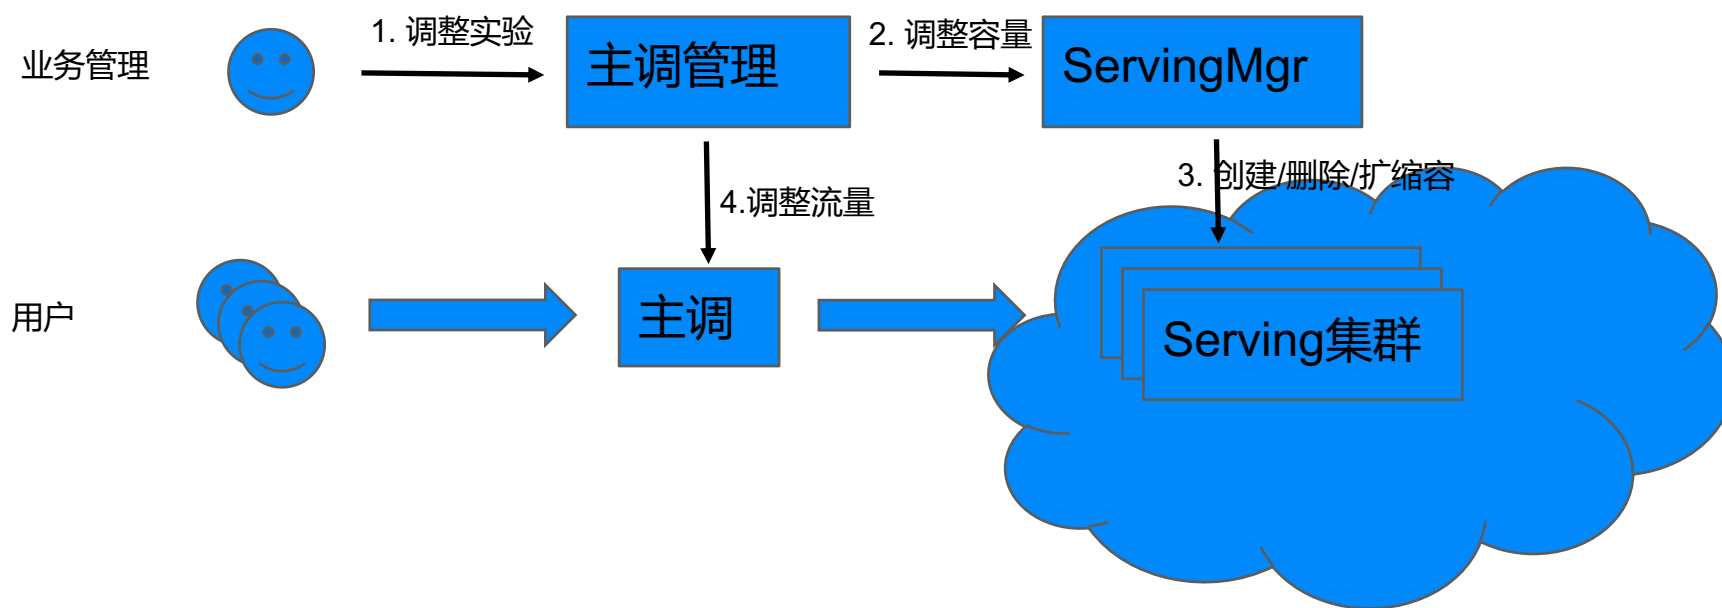 业务管理
1. 调整实验
主调管理
2. 调整容量
ServingMgr
3. 创建/删除/扩缩容
4.调整流量
用户
主调
Serving集群